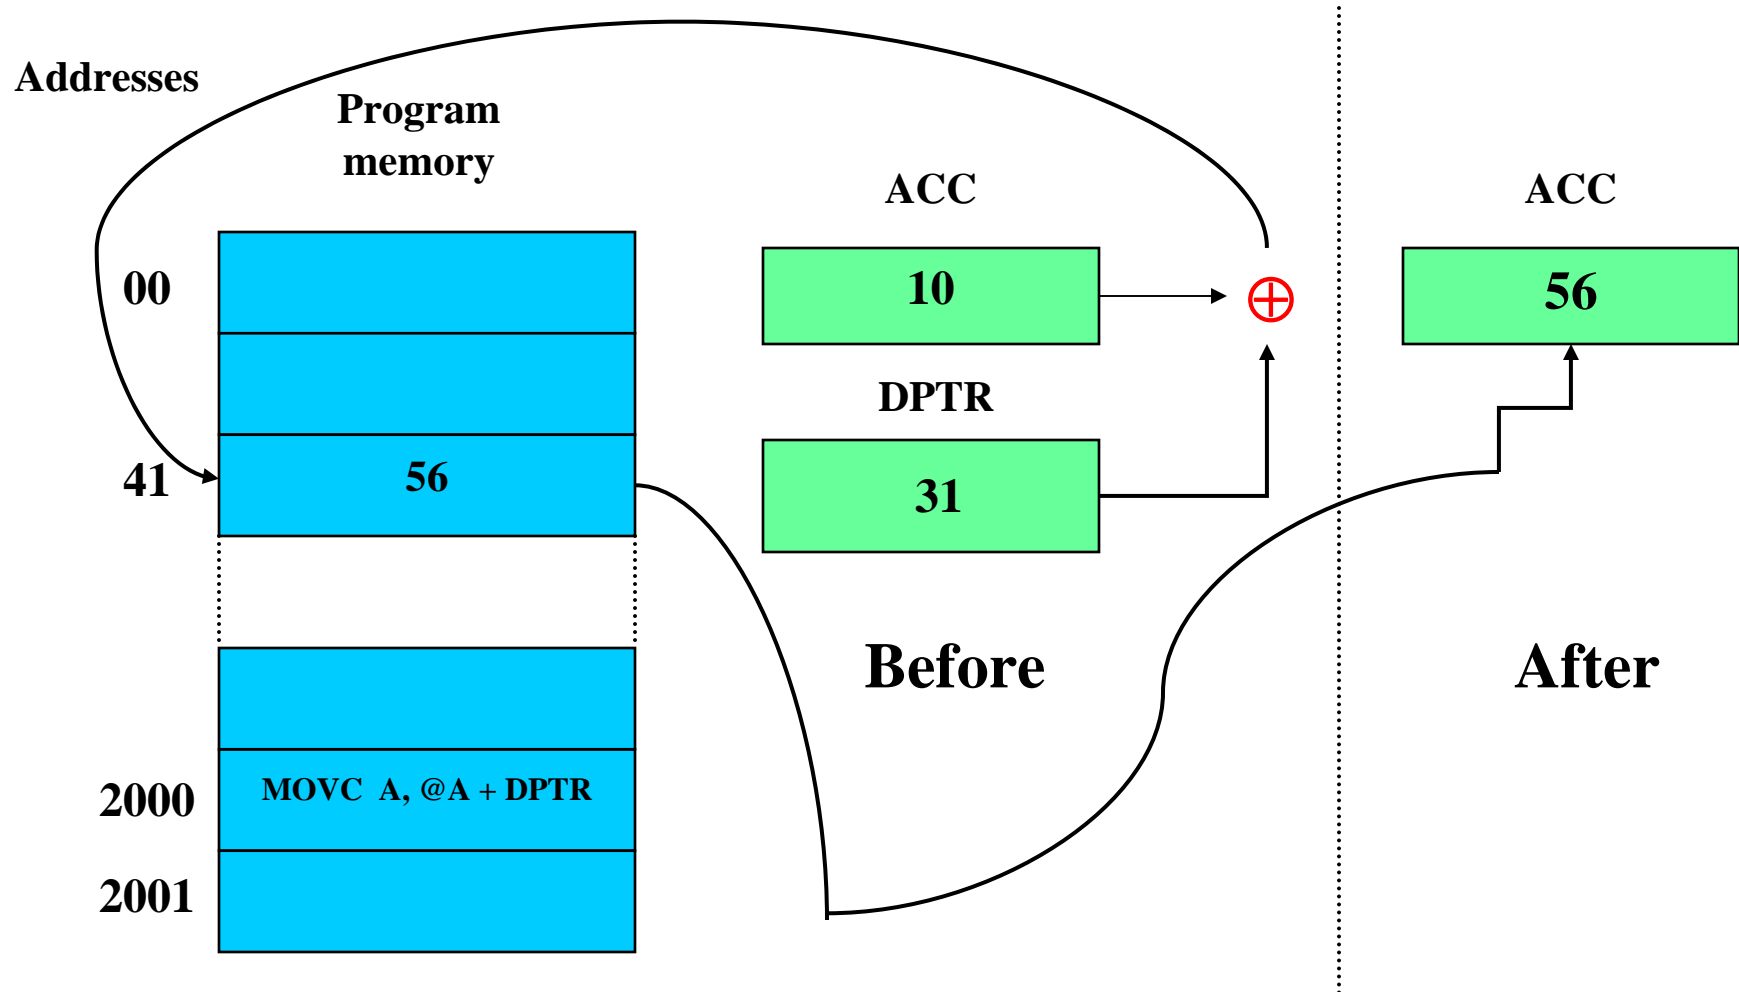 Addresses
Program
memory
ACC
ACC
00
10
56
DPTR
41
56
31
Before
After
2000
MOVC A, @A + DPTR
2001